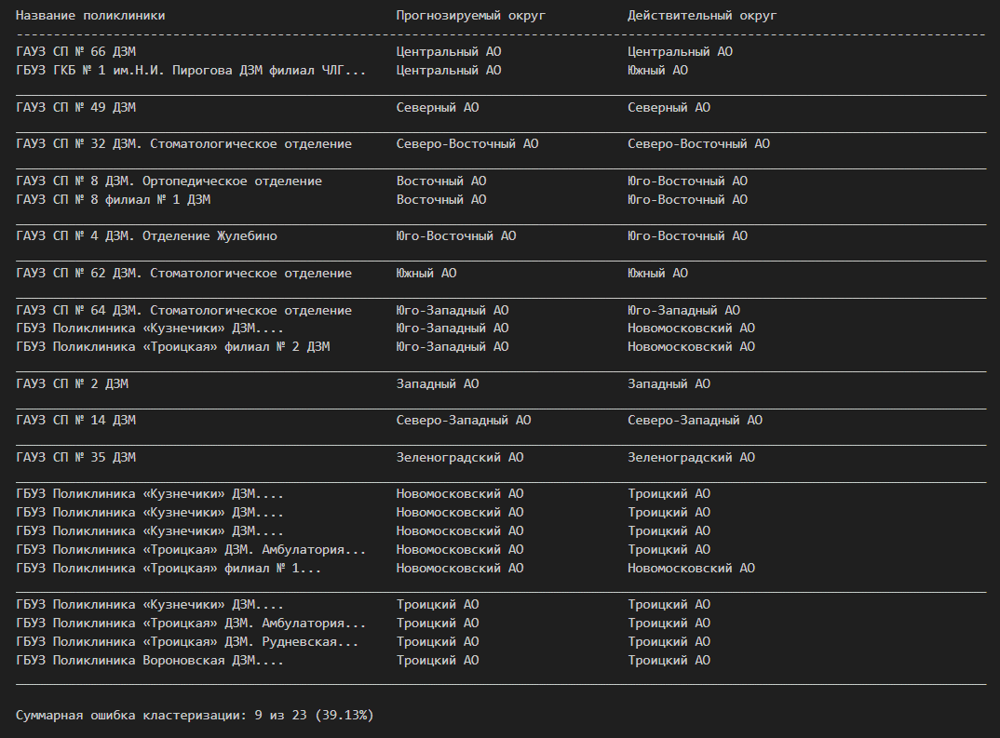 Название поликлиники Прогнозируемый округ Действительный округ
ГАУЗ СП № 66 ДЗМ Центральный АО Центральный АО
ГБУЗ ГКБ № 1 им.Н.И. Пирогова ДЗМ филиал ЧЛГ... Центральный АО Южный АО
ГАУЗ СП № 49 ДЗМ Северный АО Северный АО
ГАУЗ СП № 32 ДЗМ. Стоматологическое отделение Северо-Восточный АО Северо-Восточный АО
ГАУЗ СП № 8 ДЗМ. Ортопедическое отделение Восточный АО Юго-Восточный АО
ГАУЗ СП № 8 филиал № 1 ДЗМ Восточный АО Юго-Восточный АО
ГАУЗ СП № 4 ДЗМ. Отделение Жулебино Юго-Восточный АО Юго-Восточный АО
ГАУЗ СП № 62 ДЗМ. Стоматологическое отделение Южный АО Южный АО
ГАУЗ СП № 64 ДЗМ. Стоматологическое отделение Юго-Западный АО Юго-Западный АО
ГБУЗ Поликлиника «Кузнечики» ДЗМ.... Юго-Западный АО Новомосковский АО
ГБУЗ Поликлиника «Троицкая» филиал № 2 ДЗМ Юго-Западный АО Новомосковский АО
ГАУЗ СП № 2 ДЗМ Западный АО Западный АО
ГАУЗ СП № 14 ДЗМ Северо-Западный АО Северо-Западный АО
ГАУЗ СП № 35 ДЗМ Зеленоградский АО Зеленоградский АО
ГБУЗ Поликлиника «Кузнечики» ДЗМ.... Новомосковский АО Троицкий АО
ГБУЗ Поликлиника «Кузнечики» ДЗМ.... Новомосковский АО Троицкий АО
ГБУЗ Поликлиника «Кузнечики» ДЗМ.... Новомосковский АО Троицкий АО
ГБУЗ Поликлиника «Троицкая» ДЗМ. Амбулатория... Новомосковский АО Троицкий АО
ГБУЗ Поликлиника «Троицкая» филиал № 1... Новомосковский АО Новомосковский АО
ГБУЗ Поликлиника «Кузнечики» ДЗМ.... Троицкий АО Троицкий АО
ГБУЗ Поликлиника «Троицкая» ДЗМ. Амбулатория... Троицкий АО Троицкий АО
ГБУЗ Поликлиника «Троицкая» ДЗМ. Рудневская... Троицкий АО Троицкий АО
ГБУЗ Поликлиника Вороновская ДЗМ.... Троицкий АО Троицкий АО
Суммарная ошибка кластеризации: 9 из 23 (39.13%)